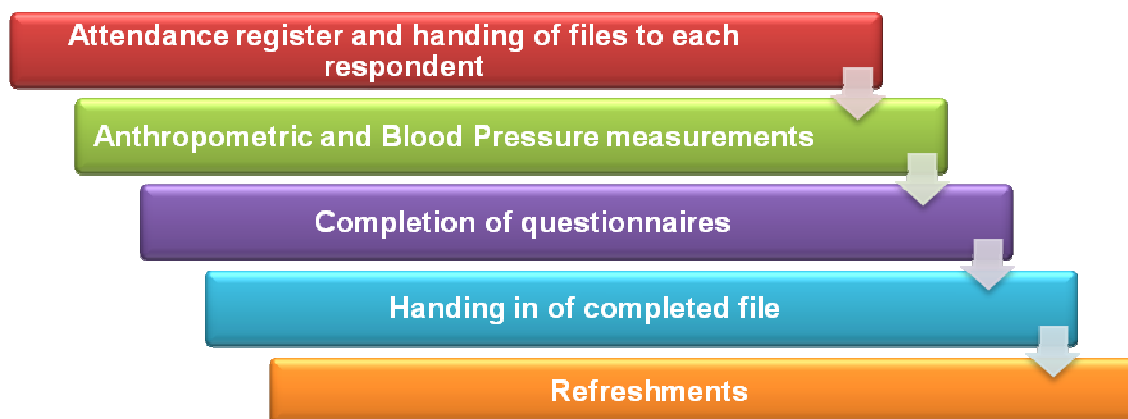 Attendance register and handing of files to each
respondent
Anthropometric and Blood Pressure measurements
Completion of questionnaires
Handing in of completed file
Refreshments